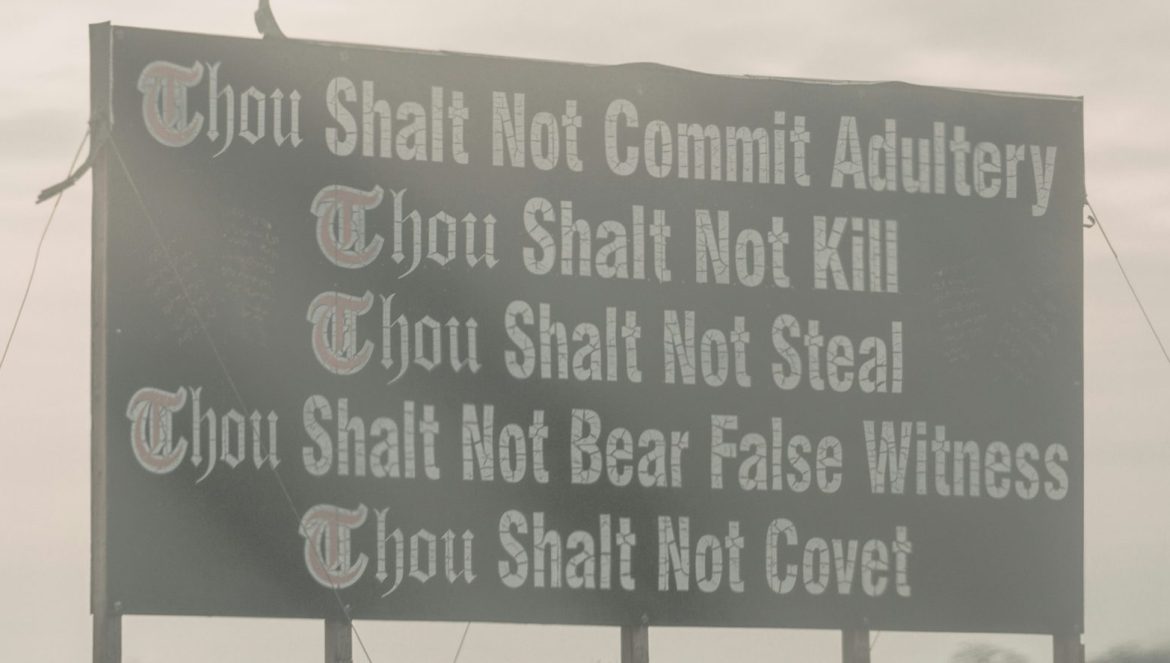 Thou Shalt Not Commit Adultery
Thou Shalt Not Kill
Thou Shalt Not Steal
Thou Shalt Not Bear False Witness
Thou Shalt Not Covet